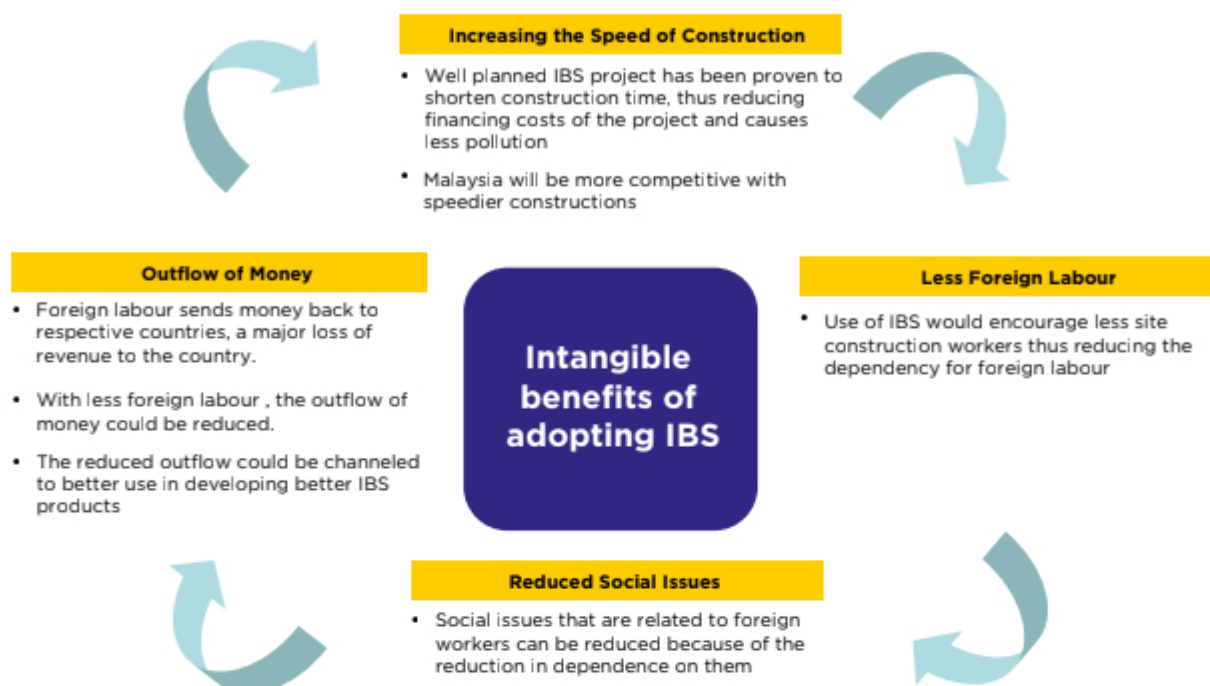 Increasing the Speed of Construction
• Well planned IBS project has been proven to
shorten construction time, thus reducing
financing costs of the project and causes
less pollution
• Malaysia will be more competitive with
speedier constructions
Outflow of Money
• Foreign labour sends money back to
respective countries, a major loss of
revenue to the country.
• With less foreign labour , the outflow of
money could be reduced.
• The reduced outflow could be channeled
to better use in developing better IBS
products
Intangible
benefits of
adopting IBS
Less Foreign Labour
• Use of IBS would encourage less site
construction workers thus reducing the
dependency for foreign labour
Reduced Social Issues
• Social issues that are related to foreign
workers can be reduced because of the
reduction in dependence on them